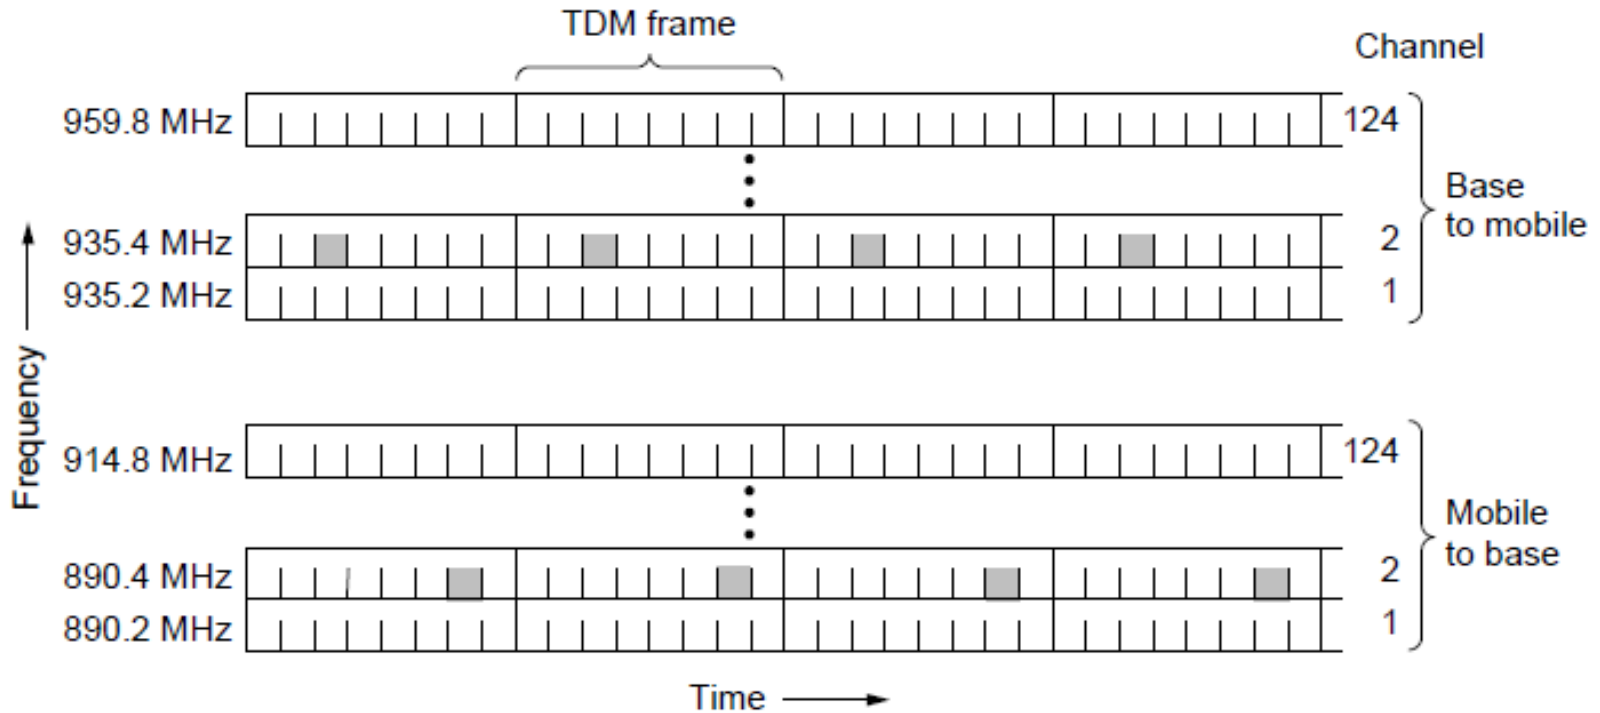 TDM frame
Channel
959.8 MHz
124
Base
to mobile
935.4 MHz
2
935.2 MHz
1
Frequency
914.8 MHz
124
Mobile
to base
890.4 MHz
2
890.2 MHz
1
Time